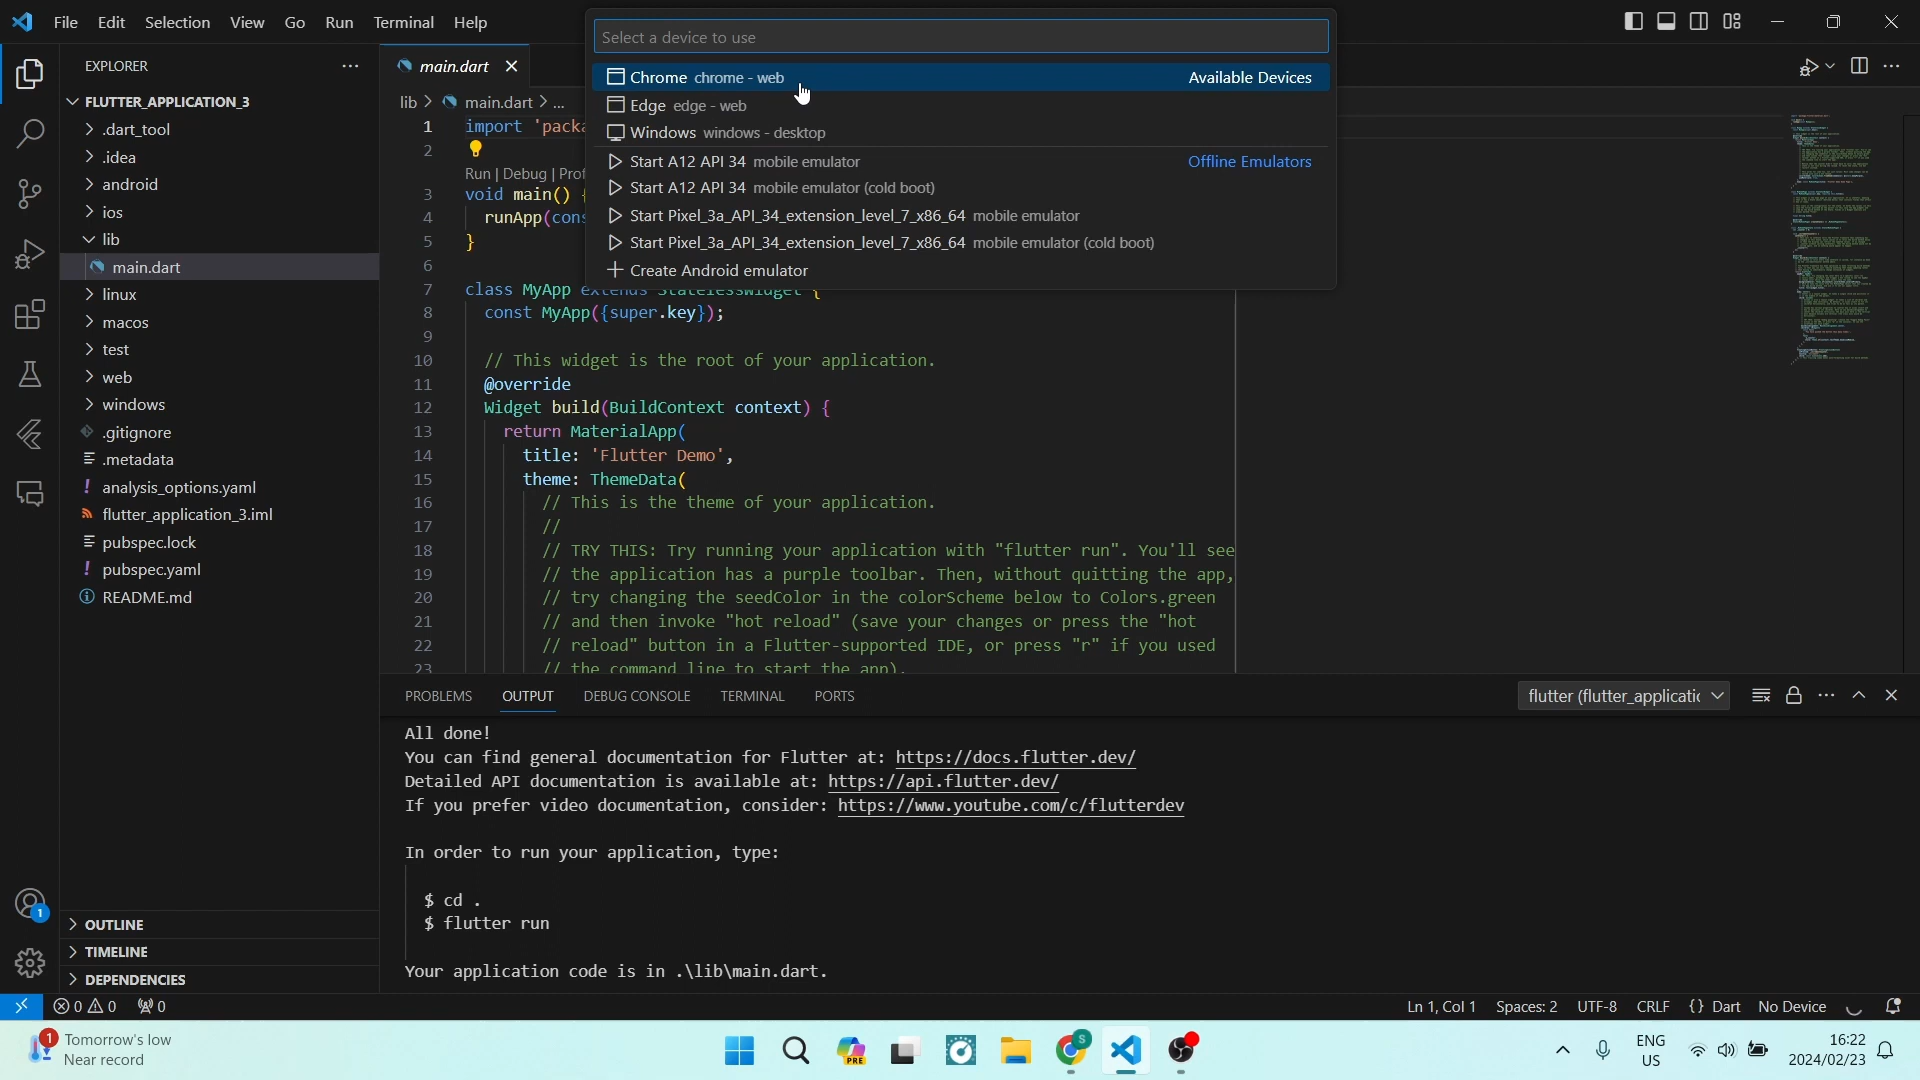 File Edit Selection View Go Run Terminal Help
Select a device to use
Chrome chrome - web Available Devices
Edge edge - web
Windows windows - desktop
Start A12 API 34 mobile emulator Offline Emulators
Start A12 API 34 mobile emulator (cold boot)
Start Pixel_3a_API_34_extension_level_7_x86_64 mobile emulator
Start Pixel_3a_API_34_extension_level_7_x86_64 mobile emulator (cold boot)
Create Android emulator
EXPLORER
FLUTTER_APPLICATION_3
.dart_tool
.idea
android
ios
lib
main.dart
linux
macos
test
web
windows
.gitignore
.metadata
analysis_options.yaml
flutter_application_3.iml
pubspec.lock
pubspec.yaml
README.md
OUTLINE
TIMELINE
DEPENDENCIES
main.dart
lib > main.dart > ...
1 import 'packa
2
Run | Debug | Prof
3 void main() {
4 runApp(cons
5 }
6
7 class MyApp extends StatelessWidget {
8 const MyApp({super.key});
9
10 // This widget is the root of your application.
11 @override
12 Widget build(BuildContext context) {
13 return MaterialApp(
14 title: 'Flutter Demo',
15 theme: ThemeData(
16 // This is the theme of your application.
17 //
18 // TRY THIS: Try running your application with "flutter run". You'll see
19 // the application has a purple toolbar. Then, without quitting the app,
20 // try changing the seedColor in the colorScheme below to Colors.green
21 // and then invoke "hot reload" (save your changes or press the "hot
22 // reload" button in a Flutter-supported IDE, or press "r" if you used
23 // the command line to start the app).
PROBLEMS OUTPUT DEBUG CONSOLE TERMINAL PORTS flutter (flutter_applicatic
All done!
You can find general documentation for Flutter at: https://docs.flutter.dev/
Detailed API documentation is available at: https://api.flutter.dev/
If you prefer video documentation, consider: https://www.youtube.com/c/flutterdev
In order to run your application, type:
$ cd .
$ flutter run
Your application code is in .\lib\main.dart.
1
0 0 0 Ln 1, Col 1 Spaces: 2 UTF-8 CRLF {} Dart No Device
1 Tomorrow's low
Near record
PRE
S
ENG
US
16:22
2024/02/23